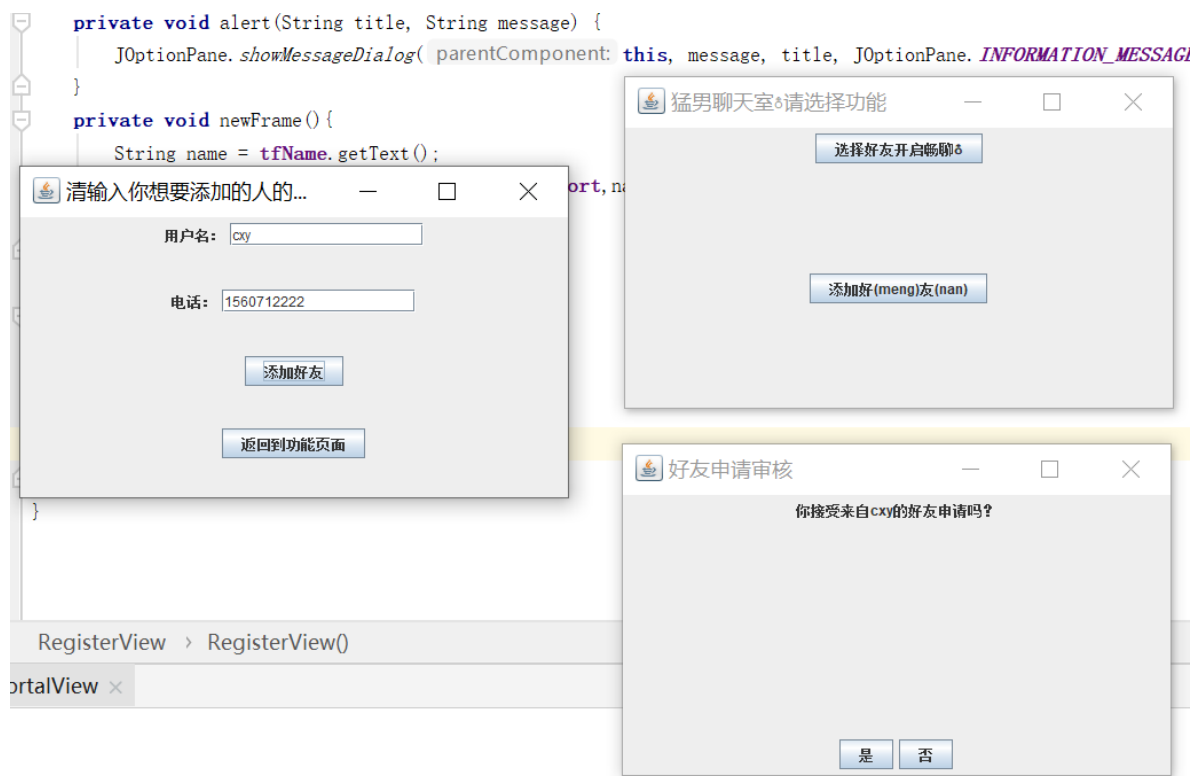 private void alert(String title, String message) {
JOptionPane.showMessageDialog( parentComponent: this, message, title, JOptionPane.INFORMATION_MESSAGE
}
private void newFrame(){
String name = tfName.getText();
ort,na
}
清输入你想要添加的人的...
用户名: cxy
电话: 1560712222
添加好友
返回到功能页面
猛男聊天室♂请选择功能
选择好友开启畅聊♂
添加好(meng)友(nan)
好友申请审核
你接受来自cxy的好友申请吗?
是 否
RegisterView › RegisterView()
ortalView ×